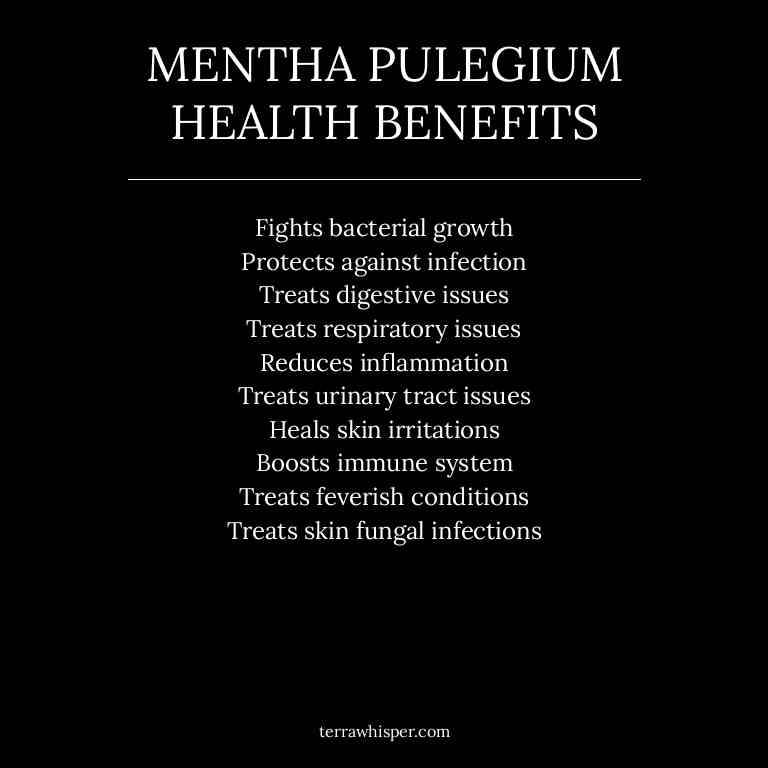 MENTHA PULEGIUM
HEALTH BENEFITS
Fights bacterial growth
Protects against infection
Treats digestive issues
Treats respiratory issues
Reduces inflammation
Treats urinary tract issues
Heals skin irritations
Boosts immune system
Treats feverish conditions
Treats skin fungal infections
terrawhisper.com